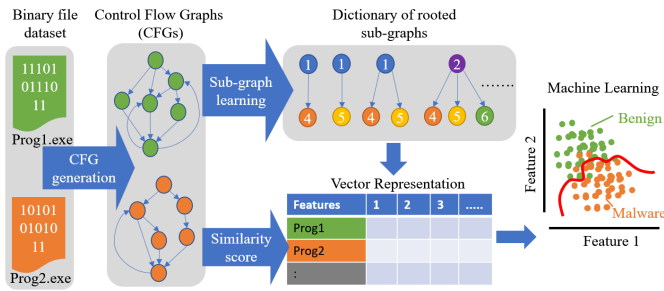 Binary file
dataset
11101
01110
11
Prog1.exe
10101
01010
11
Prog2.exe
CFG
generation
Control Flow Graphs
(CFGs)
Sub-graph
learning
Similarity
score
Dictionary of rooted
sub-graphs
1 1 1 2 .......
4 5 4 5 4 5 6
Vector Representation
Features 1 2 3 .....
Prog1
Prog2
:
Machine Learning
Benign
Malware
Feature 2
Feature 1